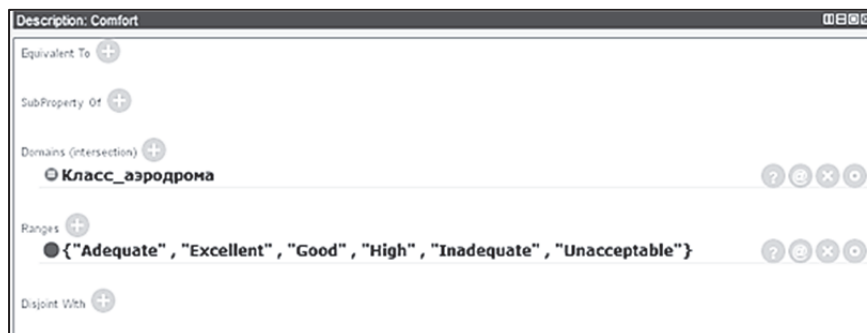 Description: Comfort
Equivalent To
SubProperty Of
Domains (intersection)
Класс_аэродрома
Ranges
{"Adequate" , "Excellent" , "Good" , "High" , "Inadequate" , "Unacceptable"}
Disjoint With